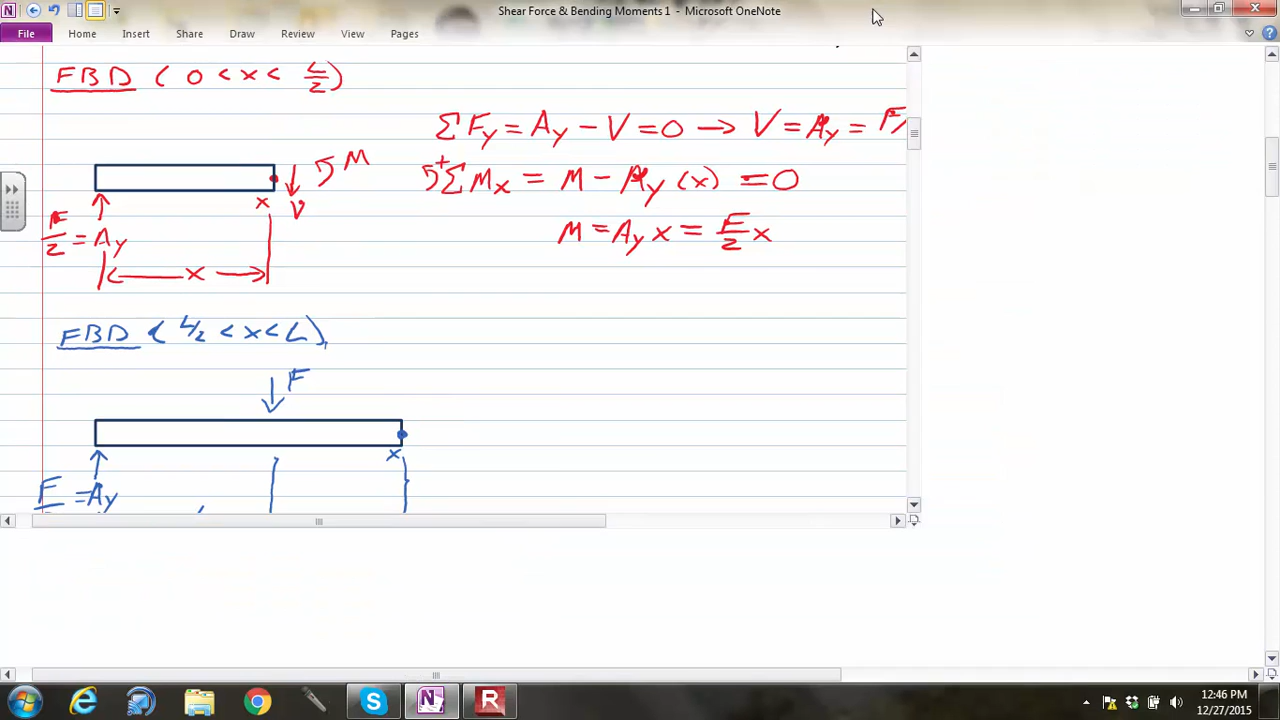 Shear Force & Bending Moments 1 - Microsoft OneNote
File Home Insert Share Draw Review View Pages
FBD ( 0 < x < L/2 )
ΣFy = Ay - V = 0 → V = Ay = F/
+ΣMx = M - Ay (x) = 0
M = Ay x = F/2 x
M
V
x
F/2 = Ay
x
FBD ( L/2 < x < L )
F
x
F = Ay
12:46 PM
12/27/2015